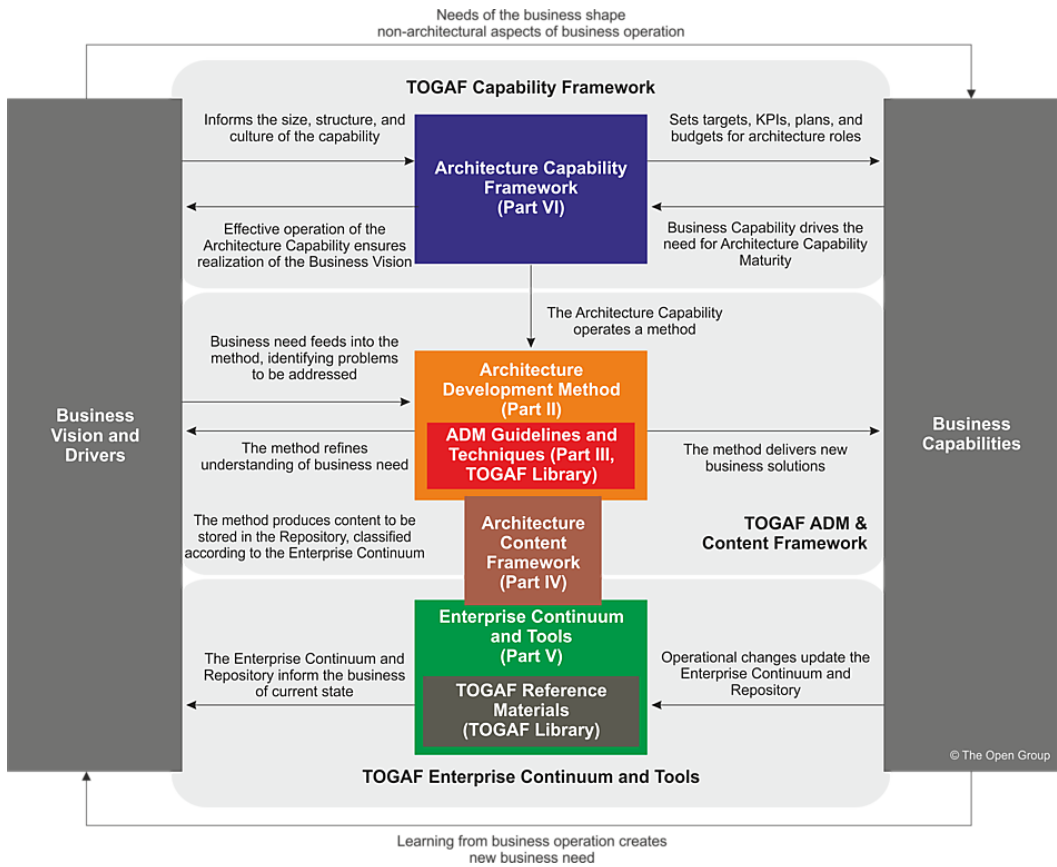 Needs of the business shape
non-architectural aspects of business operation
TOGAF Capability Framework
Informs the size, structure, and
culture of the capability
Architecture Capability
Framework
(Part VI)
Sets targets, KPIs, plans, and
budgets for architecture roles
Effective operation of the
Architecture Capability ensures
realization of the Business Vision
Business Capability drives the
need for Architecture Capability
Maturity
The Architecture Capability
operates a method
Business need feeds into the
method, identifying problems
to be addressed
Architecture
Development Method
(Part II)
ADM Guidelines and
Techniques (Part III,
TOGAF Library)
Business
Vision and
Drivers
Business
Capabilities
The method refines
understanding of business need
The method delivers new
business solutions
The method produces content to be
stored in the Repository, classified
according to the Enterprise Continuum
Architecture
Content
Framework
(Part IV)
TOGAF ADM &
Content Framework
Enterprise Continuum
and Tools
(Part V)
TOGAF Reference
Materials
(TOGAF Library)
The Enterprise Continuum and
Repository inform the business
of current state
Operational changes update the
Enterprise Continuum and
Repository
© The Open Group
TOGAF Enterprise Continuum and Tools
Learning from business operation creates
new business need